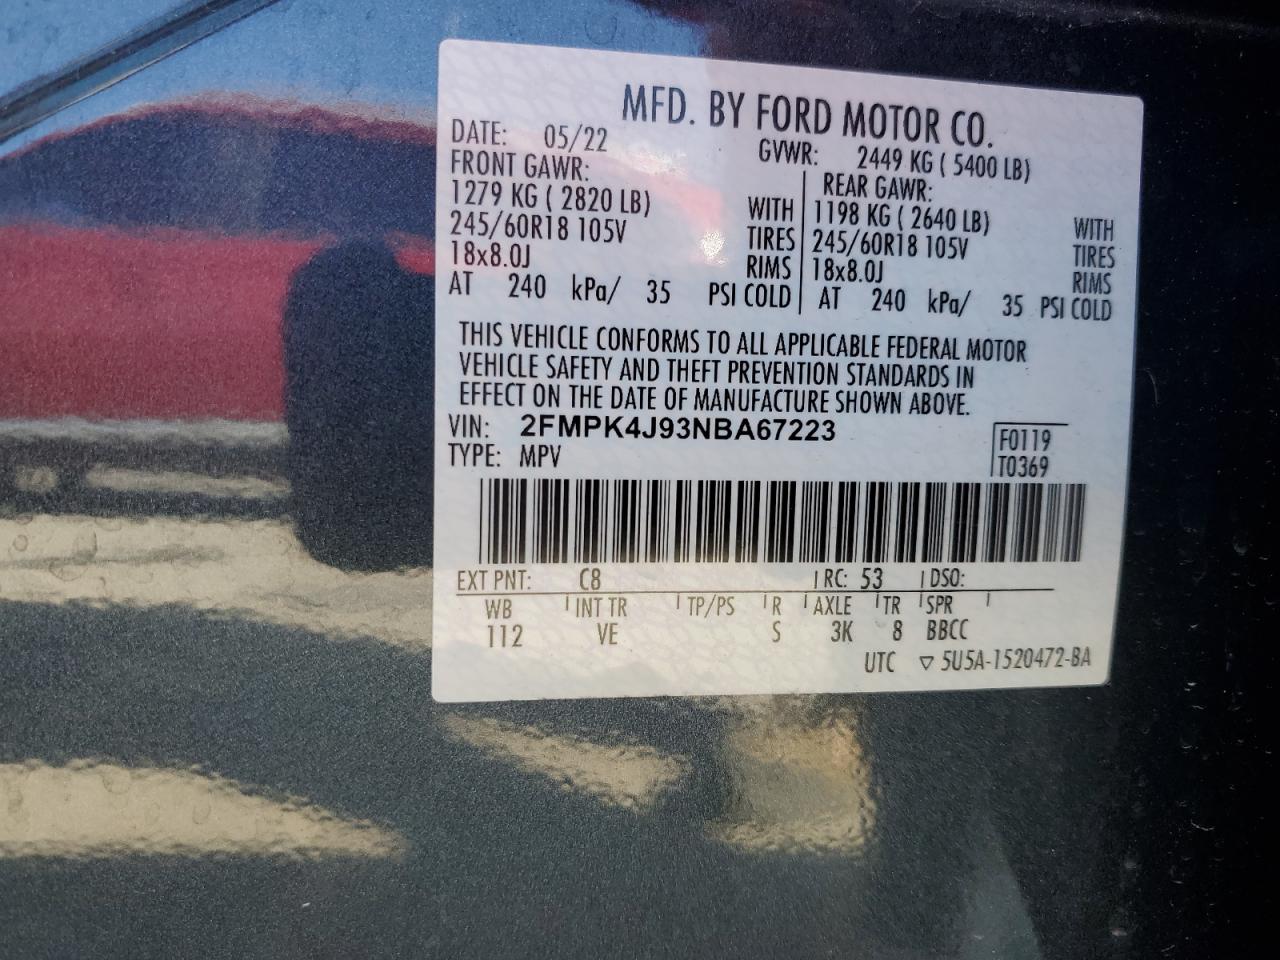 MFD. BY FORD MOTOR CO.
DATE: 05/22 GVWR: 2449 KG ( 5400 LB)
FRONT GAWR: REAR GAWR:
1279 KG ( 2820 LB) WITH 1198 KG ( 2640 LB) WITH
245/60R18 105V TIRES 245/60R18 105V TIRES
18x8.0J RIMS 18x8.0J RIMS
AT 240 kPa/ 35 PSI COLD AT 240 kPa/ 35 PSI COLD
THIS VEHICLE CONFORMS TO ALL APPLICABLE FEDERAL MOTOR
VEHICLE SAFETY AND THEFT PREVENTION STANDARDS IN
EFFECT ON THE DATE OF MANUFACTURE SHOWN ABOVE.
VIN: 2FMPK4J93NBA67223 F0119
TYPE: MPV T0369
EXT PNT: C8 RC: 53 DSO:
WB INT TR TP/PS R AXLE TR SPR
112 VE S 3K 8 BBCC
UTC ▽ 5U5A-1520472-BA